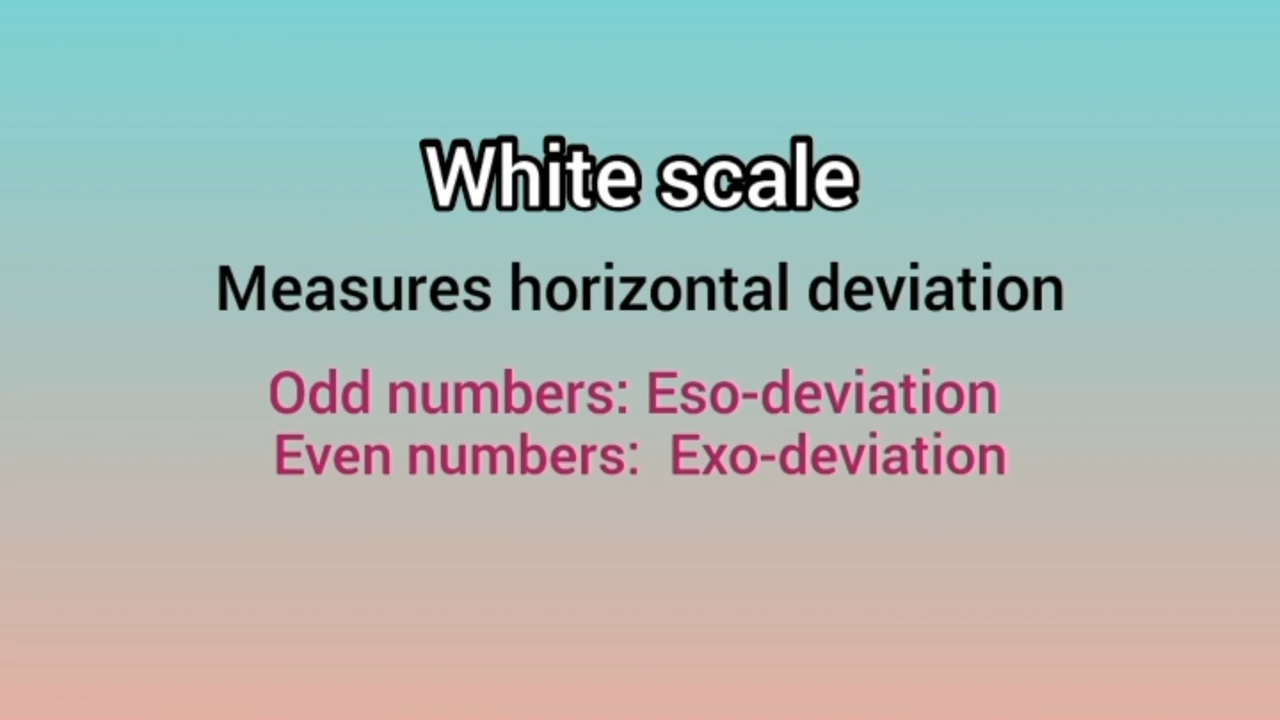 White scale
Measures horizontal deviation
Odd numbers: Eso-deviation
Even numbers: Exo-deviation